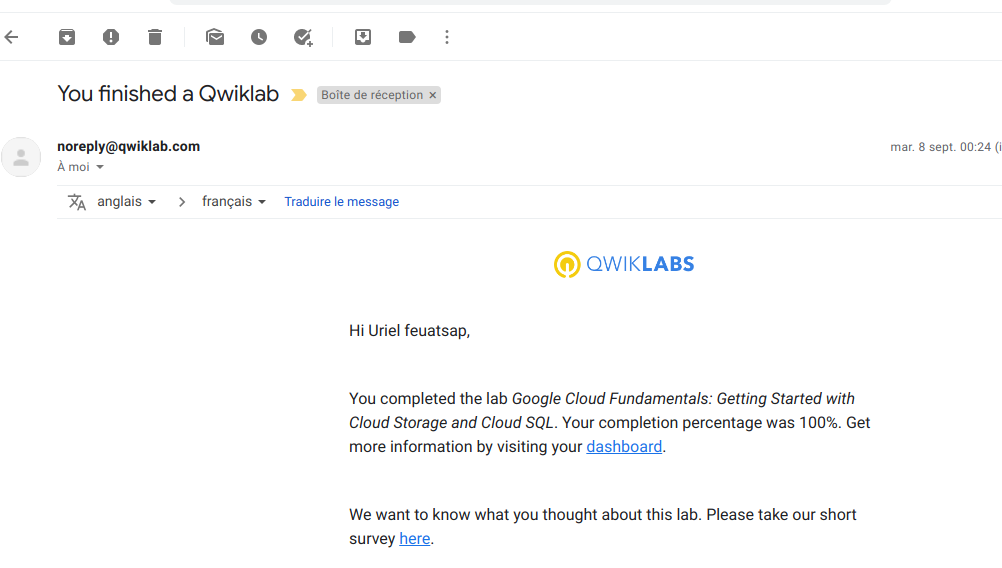 You finished a Qwiklab Boîte de réception ×
noreply@qwiklab.com mar. 8 sept. 00:24 (i
À moi
anglais français Traduire le message
QWIKLABS
Hi Uriel feuatsap,
You completed the lab Google Cloud Fundamentals: Getting Started with
Cloud Storage and Cloud SQL. Your completion percentage was 100%. Get
more information by visiting your dashboard.
We want to know what you thought about this lab. Please take our short
survey here.